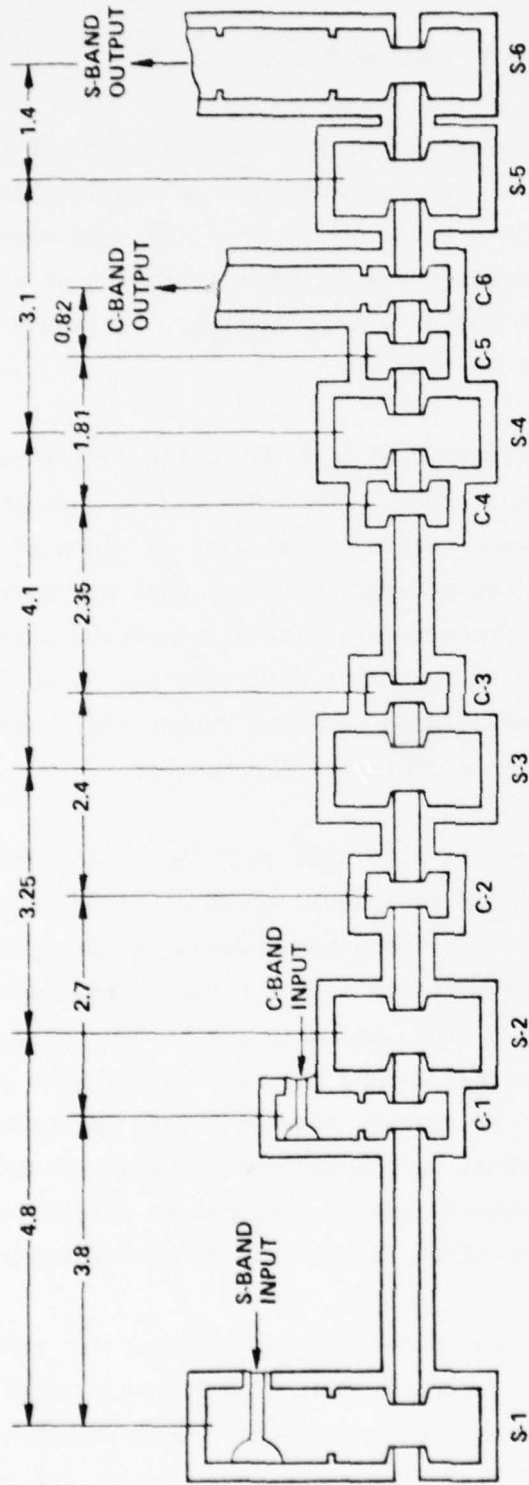 4.8
3.25
4.1
3.1
1.4
3.8
2.7
2.4
2.35
1.81
0.82
S-BAND
INPUT
C-BAND
INPUT
C-BAND
OUTPUT
S-BAND
OUTPUT
S-1
C-1
S-2
C-2
S-3
C-3
C-4
S-4
C-5
C-6
S-5
S-6